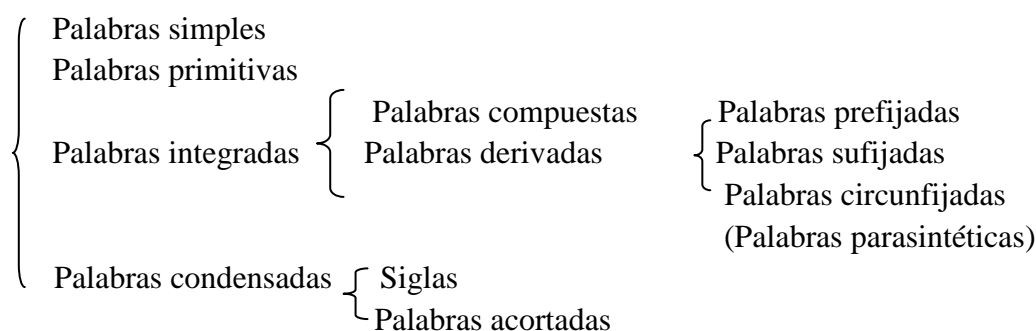 Palabras simples
Palabras primitivas
Palabras compuestas Palabras prefijadas
Palabras integradas Palabras derivadas Palabras sufijadas
Palabras circunfijadas
(Palabras parasintéticas)
Palabras condensadas Siglas
Palabras acortadas